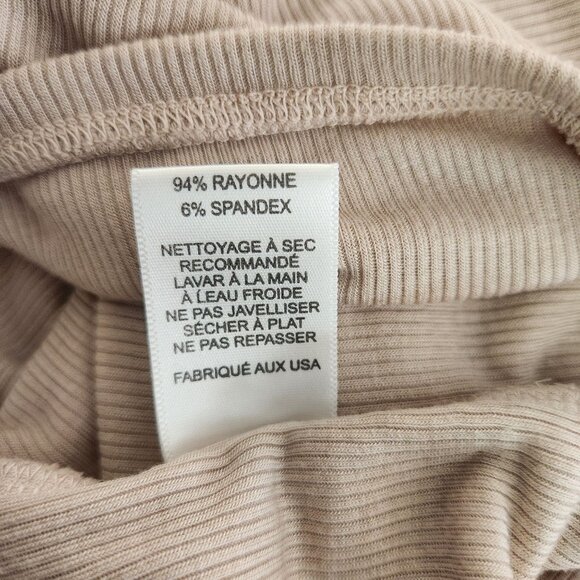 94% RAYONNE
6% SPANDEX
NETTOYAGE À SEC
RECOMMANDÉ
LAVAR À LA MAIN
À LEAU FROIDE
NE PAS JAVELLISER
SÉCHER À PLAT
NE PAS REPASSER
FABRIQUÉ AUX USA